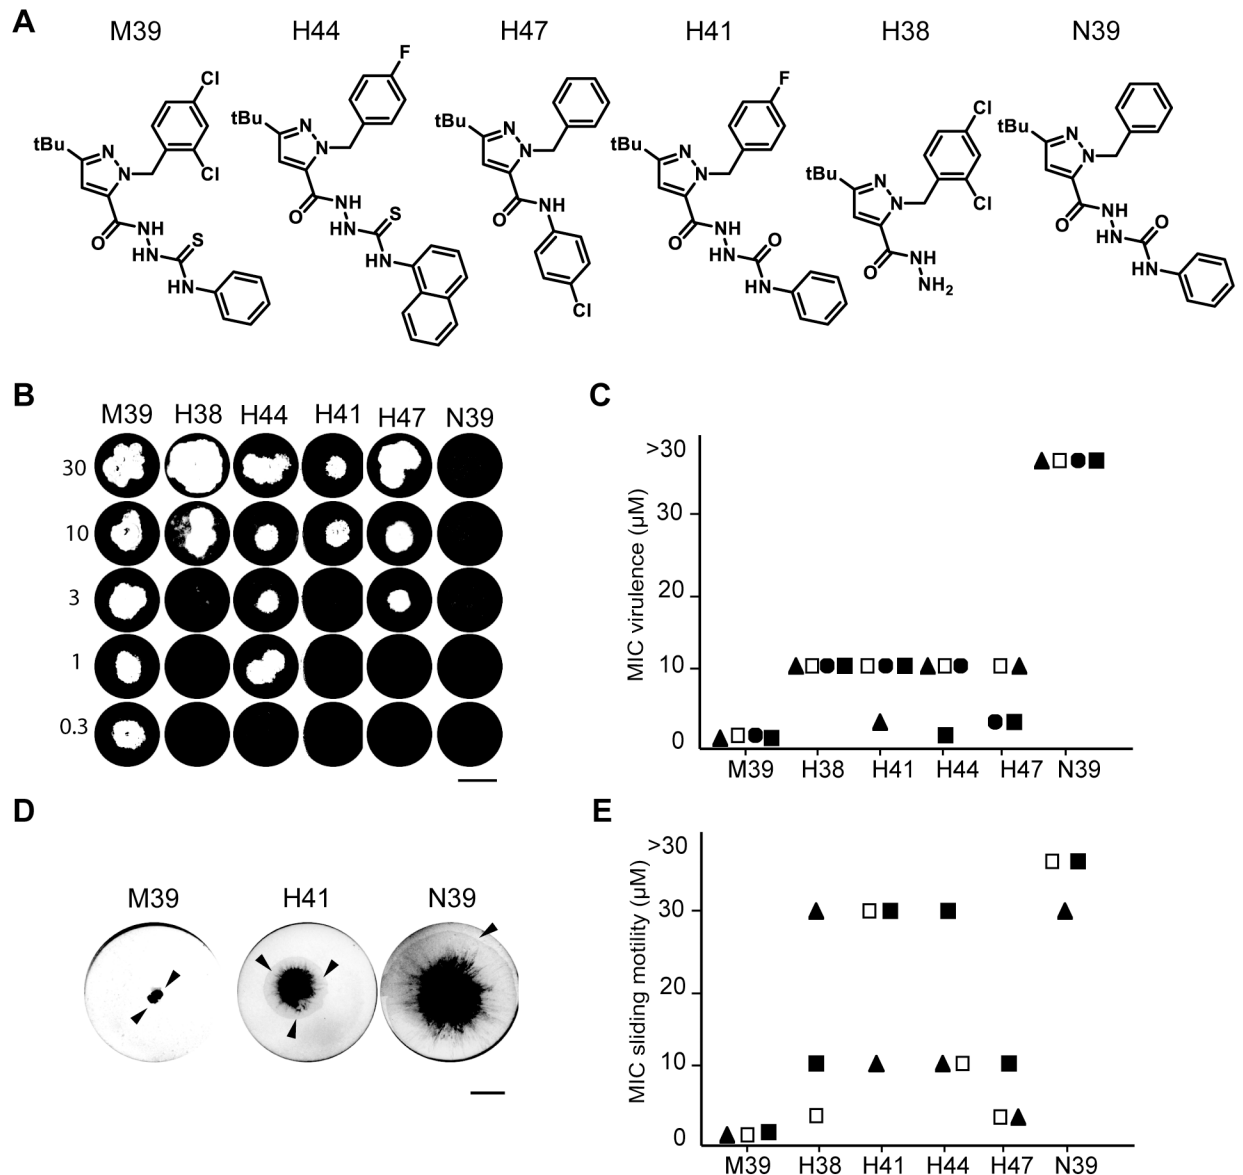 A
M39 H44 H47 H41 H38 N39
Cl F F Cl
tBu N N Cl
tBu N N
tBu N N
tBu N N
tBu N N Cl
tBu N N
O NH HN S HN
O NH NH S HN
O NH Cl
O NH HN O HN
O NH NH2
O NH HN O HN
B
M39 H38 H44 H41 H47 N39
30
10
3
1
0.3
C
MIC virulence (µM)
>30
30
20
10
0
M39 H38 H41 H44 H47 N39
D
M39 H41 N39
E
MIC sliding motility (µM)
>30
30
20
10
0
M39 H38 H41 H44 H47 N39